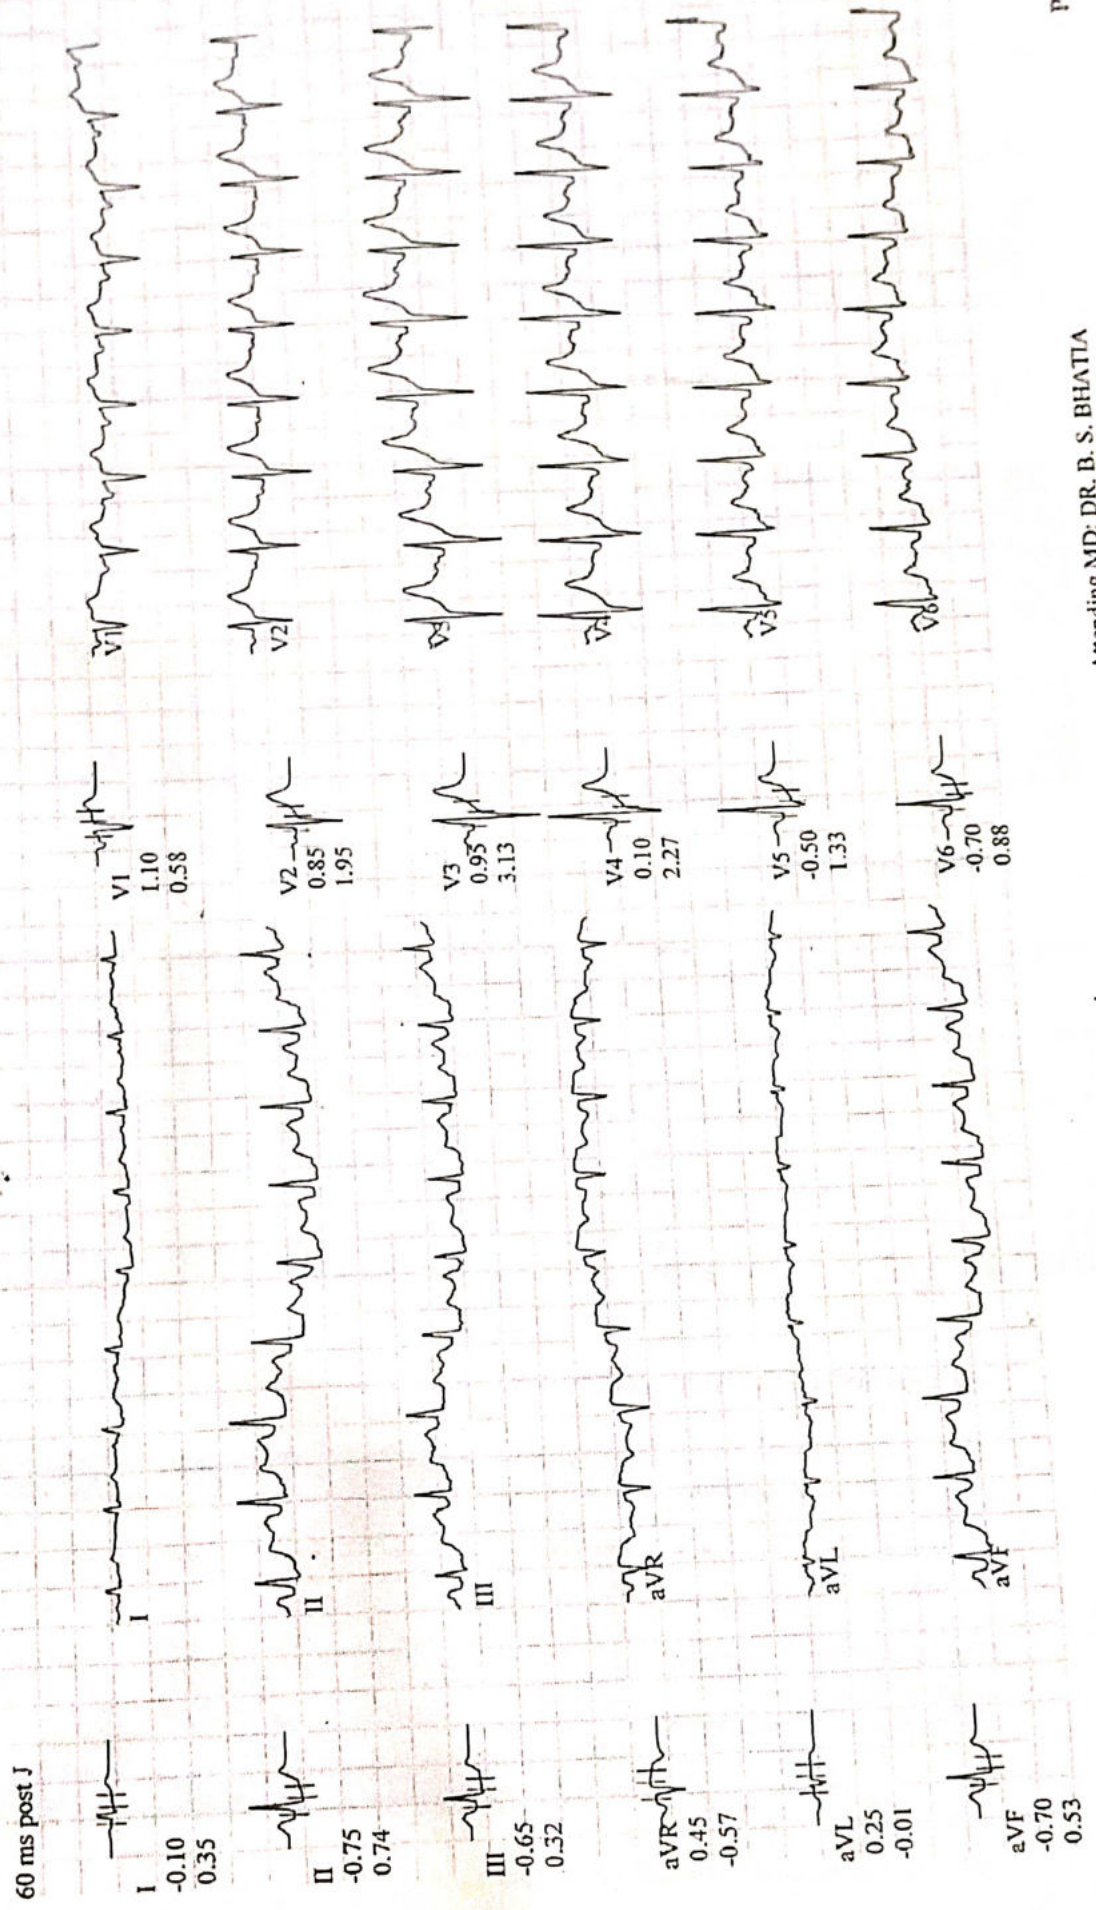 60 ms post J
I
-0.10
0.35
II
-0.75
0.74
III
-0.65
0.32
aVR
0.45
-0.57
aVL
0.25
-0.01
aVF
-0.70
0.53
I
II
III
aVR
aVL
aVF
V1
1.10
0.58
V2
0.85
1.95
V3
0.95
3.13
V4
0.10
2.27
V5
-0.50
1.33
V6
-0.70
0.88
V1
V2
V3
V4
V5
V6
Attending MD: DR. B. S. BHATIA